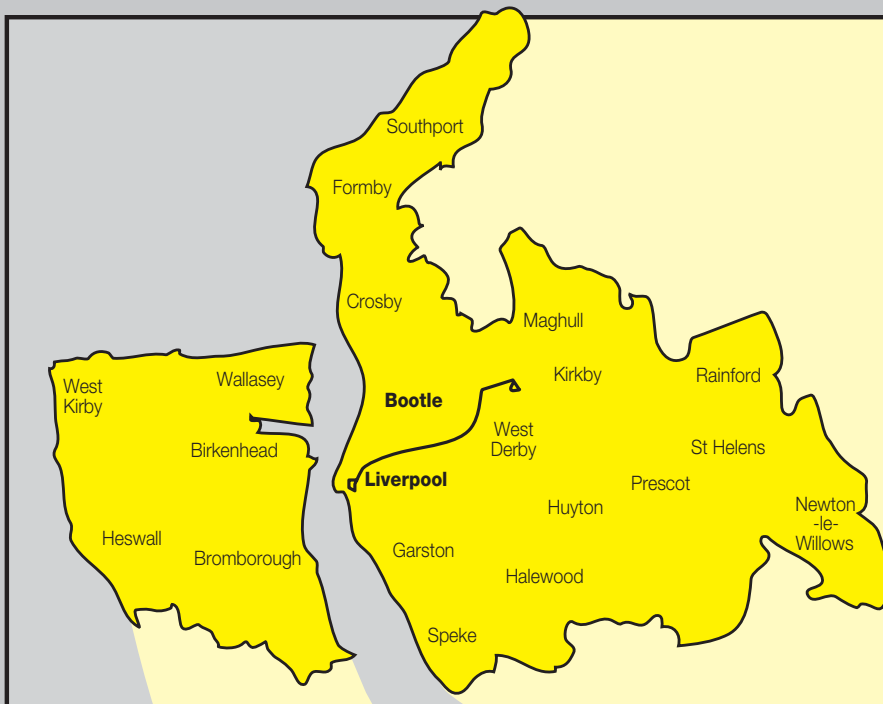 Southport
Formby
Crosby
Maghull
Kirkby
Rainford
Wallasey
West
Kirby
Bootle
West
Derby
Birkenhead
St Helens
Liverpool
Prescot
Huyton
Newton
-le-
Willows
Heswall
Garston
Bromborough
Halewood
Speke